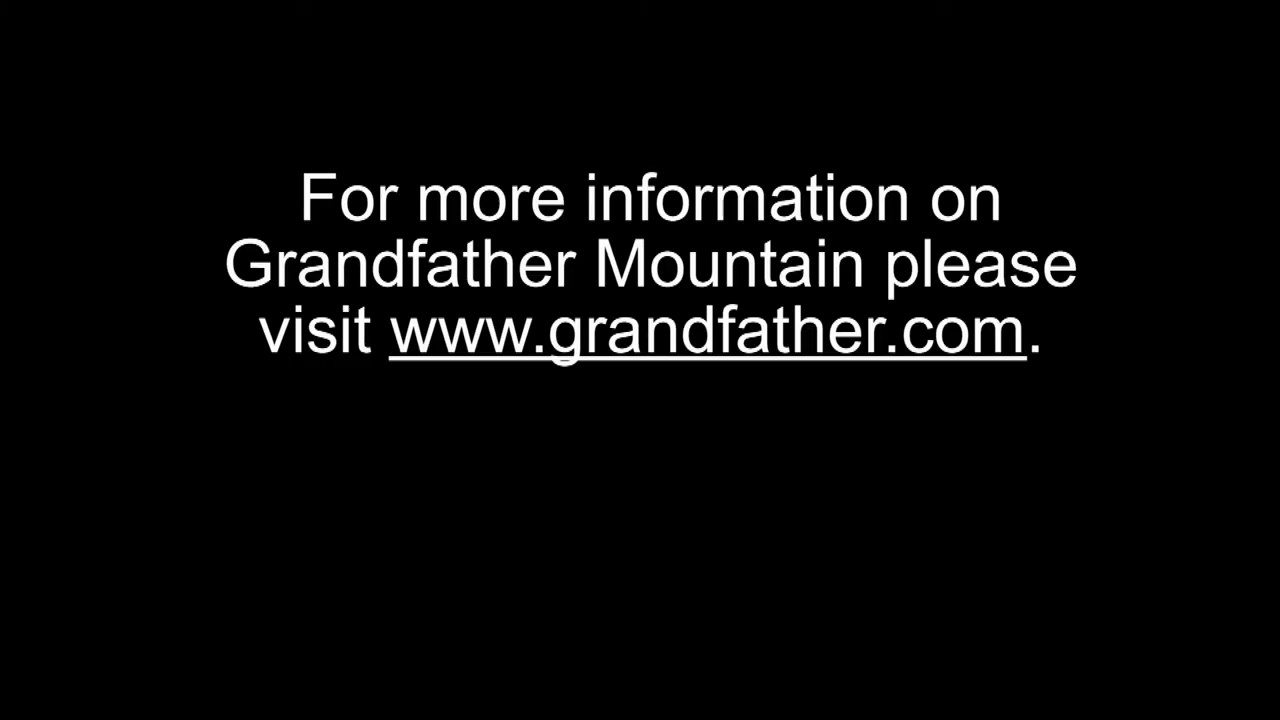 For more information on
Grandfather Mountain please
visit www.grandfather.com.